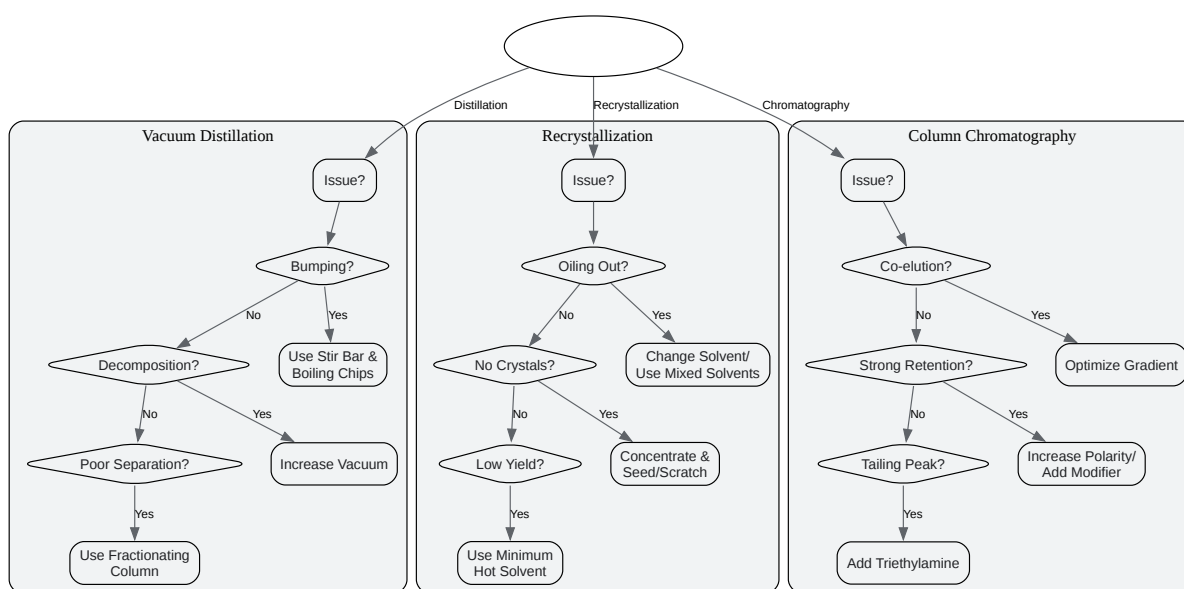 Distillation
Recrystallization
Chromatography
Vacuum Distillation
Recrystallization
Column Chromatography
Issue?
Issue?
Issue?
Bumping?
Oiling Out?
Co-elution?
No
Yes
No
Yes
No
Yes
Decomposition?
Use Stir Bar &
Boiling Chips
No Crystals?
Change Solvent/
Use Mixed Solvents
Strong Retention?
Optimize Gradient
No
Yes
No
Yes
No
Yes
Poor Separation?
Increase Vacuum
Low Yield?
Concentrate &
Seed/Scratch
Tailing Peak?
Increase Polarity/
Add Modifier
Yes
Yes
Yes
Use Fractionating
Column
Use Minimum
Hot Solvent
Add Triethylamine